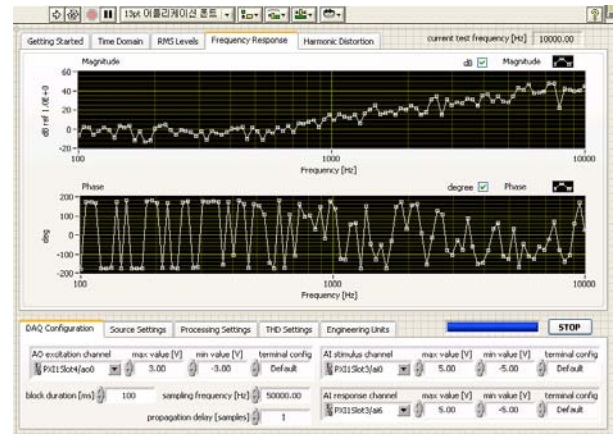 13pt 어플리케이션 폰트
Getting Started Time Domain RMS Levels Frequency Response Harmonic Distortion current test frequency [Hz] 10000.00
Magnitude dB Magnitude
60
40
20
0
-20
dB ref 1.0E+0
100 1000 10000
Frequency [Hz]
Phase degree Phase
200
100
0
-100
-200
deg
100 1000 10000
Frequency [Hz]
DAQ Configuration Source Settings Processing Settings THD Settings Engineering Units STOP
AO excitation channel max value [V] min value [V] terminal config AI stimulus channel max value [V] min value [V] terminal config
PXI1Slot4/ao0 3.00 -3.00 Default PXI1Slot3/ai0 5.00 -5.00 Default
block duration [ms] 100 sampling frequency [Hz] 50000.00 AI response channel max value [V] min value [V] terminal config
propagation delay [samples] 1 PXI1Slot3/ai6 5.00 -5.00 Default